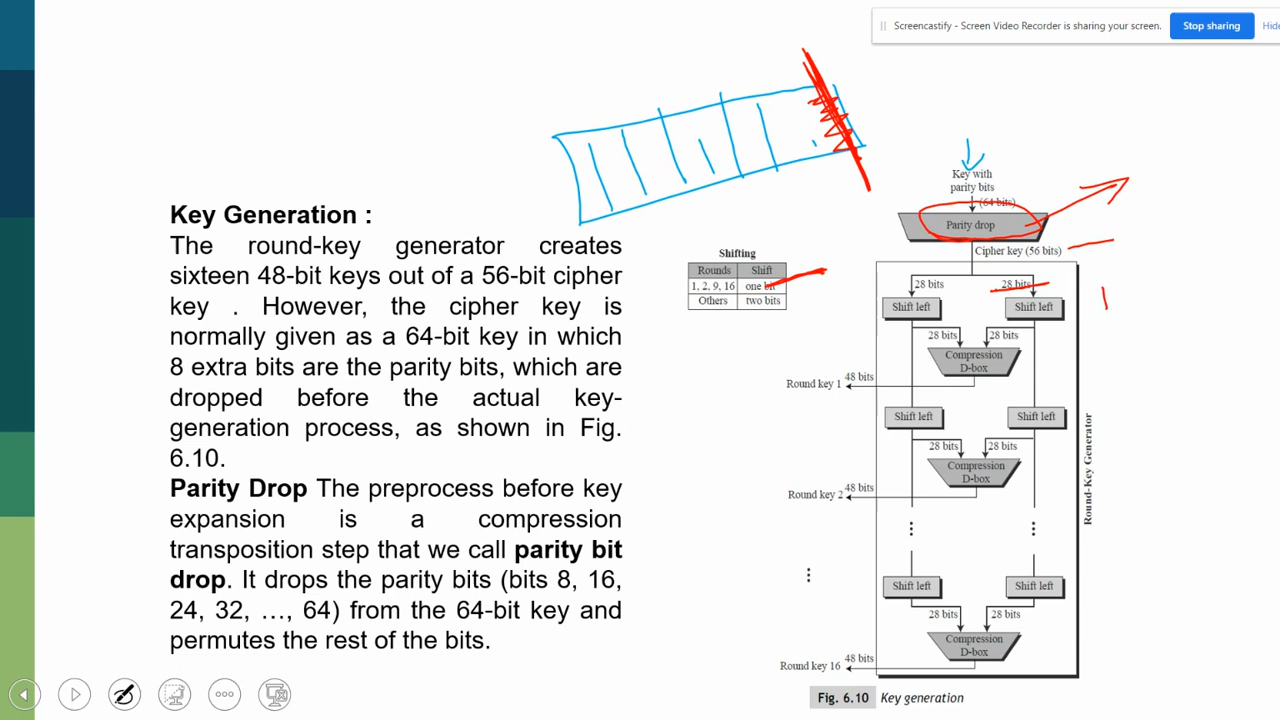 Screencastify - Screen Video Recorder is sharing your screen.
Stop sharing
Hide
Key Generation :
The round-key generator creates
sixteen 48-bit keys out of a 56-bit cipher
key . However, the cipher key is
normally given as a 64-bit key in which
8 extra bits are the parity bits, which are
dropped before the actual key-
generation process, as shown in Fig.
6.10.
Parity Drop The preprocess before key
expansion is a compression
transposition step that we call parity bit
drop. It drops the parity bits (bits 8, 16,
24, 32, …, 64) from the 64-bit key and
permutes the rest of the bits.
Shifting
Rounds Shift
1, 2, 9, 16 one bit
Others two bits
Key with
parity bits
(64 bits)
Parity drop
Cipher key (56 bits)
28 bits 28 bits
Shift left Shift left
28 bits 28 bits
Compression
D-box
48 bits
Round key 1
Shift left Shift left
28 bits 28 bits
Compression
D-box
48 bits
Round key 2
Shift left Shift left
28 bits 28 bits
Compression
D-box
48 bits
Round key 16
Round-Key Generator
Fig. 6.10 Key generation